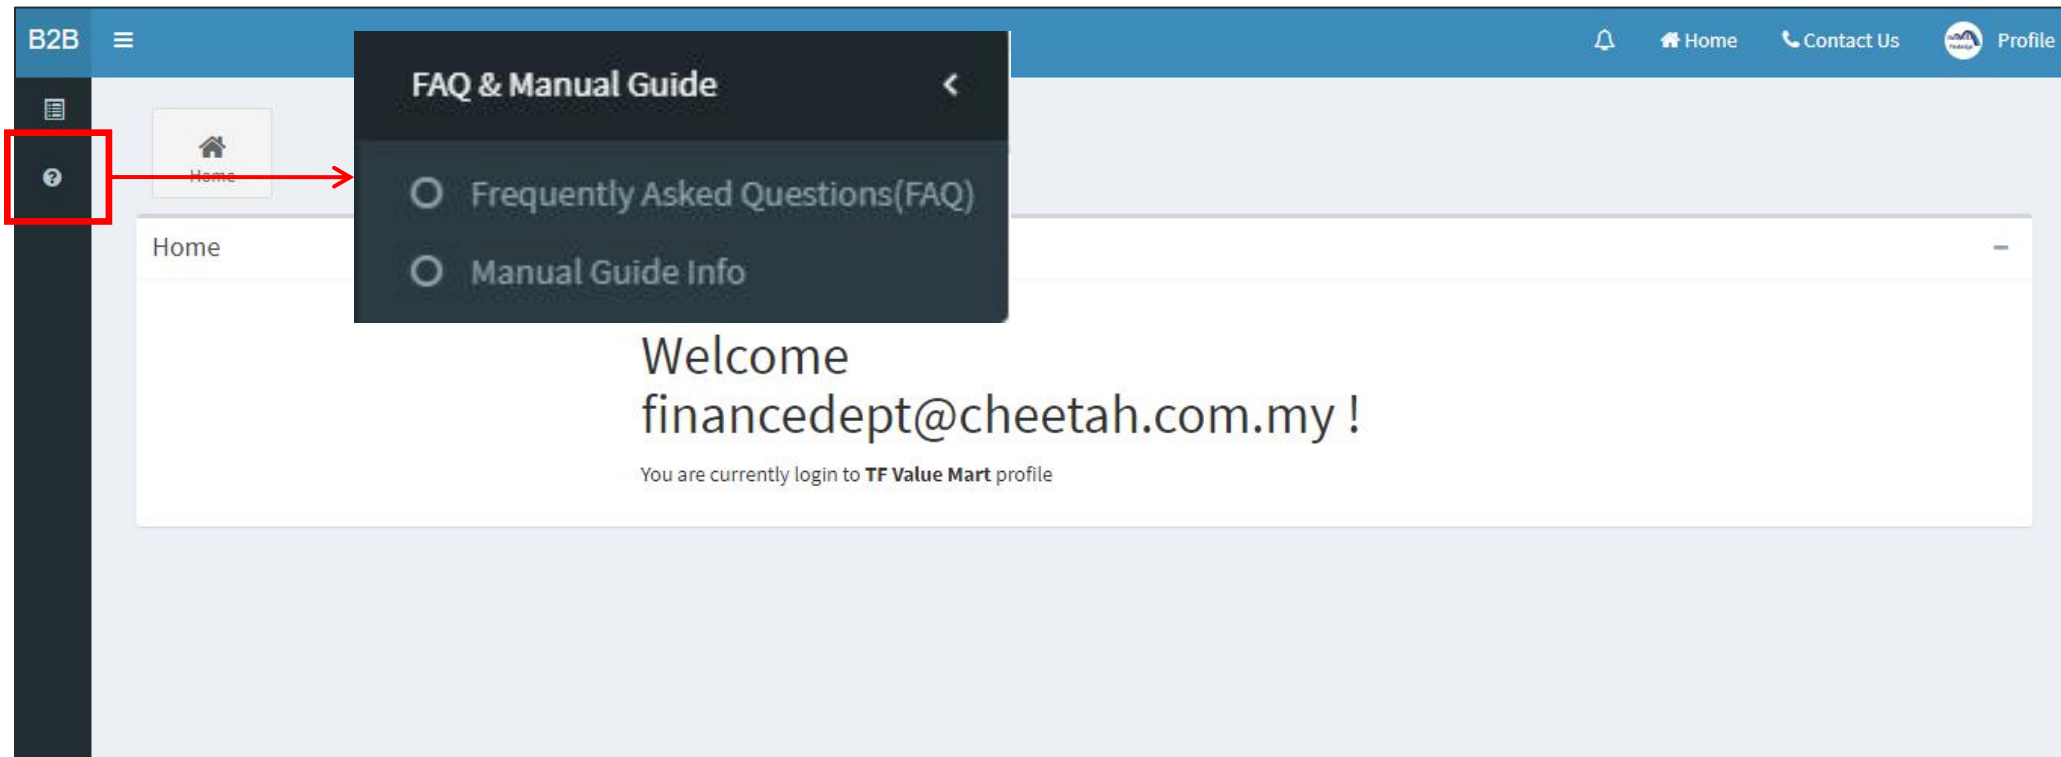 B2B
Home
Contact Us
Profile
FAQ & Manual Guide
Frequently Asked Questions(FAQ)
Manual Guide Info
Home
Home
Welcome
financedept@cheetah.com.my !
You are currently login to TF Value Mart profile